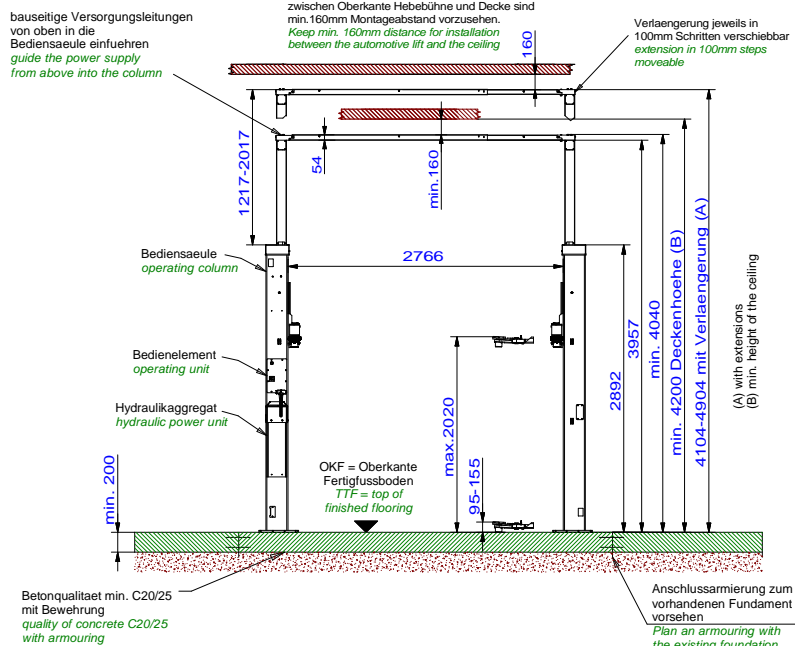 bauseitige Versorgungsleitungen
von oben in die
Bediensaeule einfuehren
guide the power supply
from above into the column
zwischen Oberkante Hebebühne und Decke sind
min.160mm Montageabstand vorzusehen.
Keep min. 160mm distance for installation
between the automotive lift and the ceiling
160
Verlaengerung jeweils in
100mm Schritten verschiebbar
extension in 100mm steps
moveable
1217-2017
54
min.160
Bediensaeule
operating column
2766
Bedienelement
operating unit
Hydraulikaggregat
hydraulic power unit
max.2020
95-155
2892
3957
min. 4040
min. 4200 Deckenhoehe (B)
4104-4904 mit Verlaengerung (A)
(A) with extensions
(B) min. height of the ceiling
min. 200
OKF = Oberkante
Fertigfussboden
TTF = top of
finished flooring
Betonqualitaet min. C20/25
mit Bewehrung
quality of concrete C20/25
with armouring
Anschlussarmierung zum
vorhandenen Fundament
vorsehen
Plan an armouring with
the existing foundation